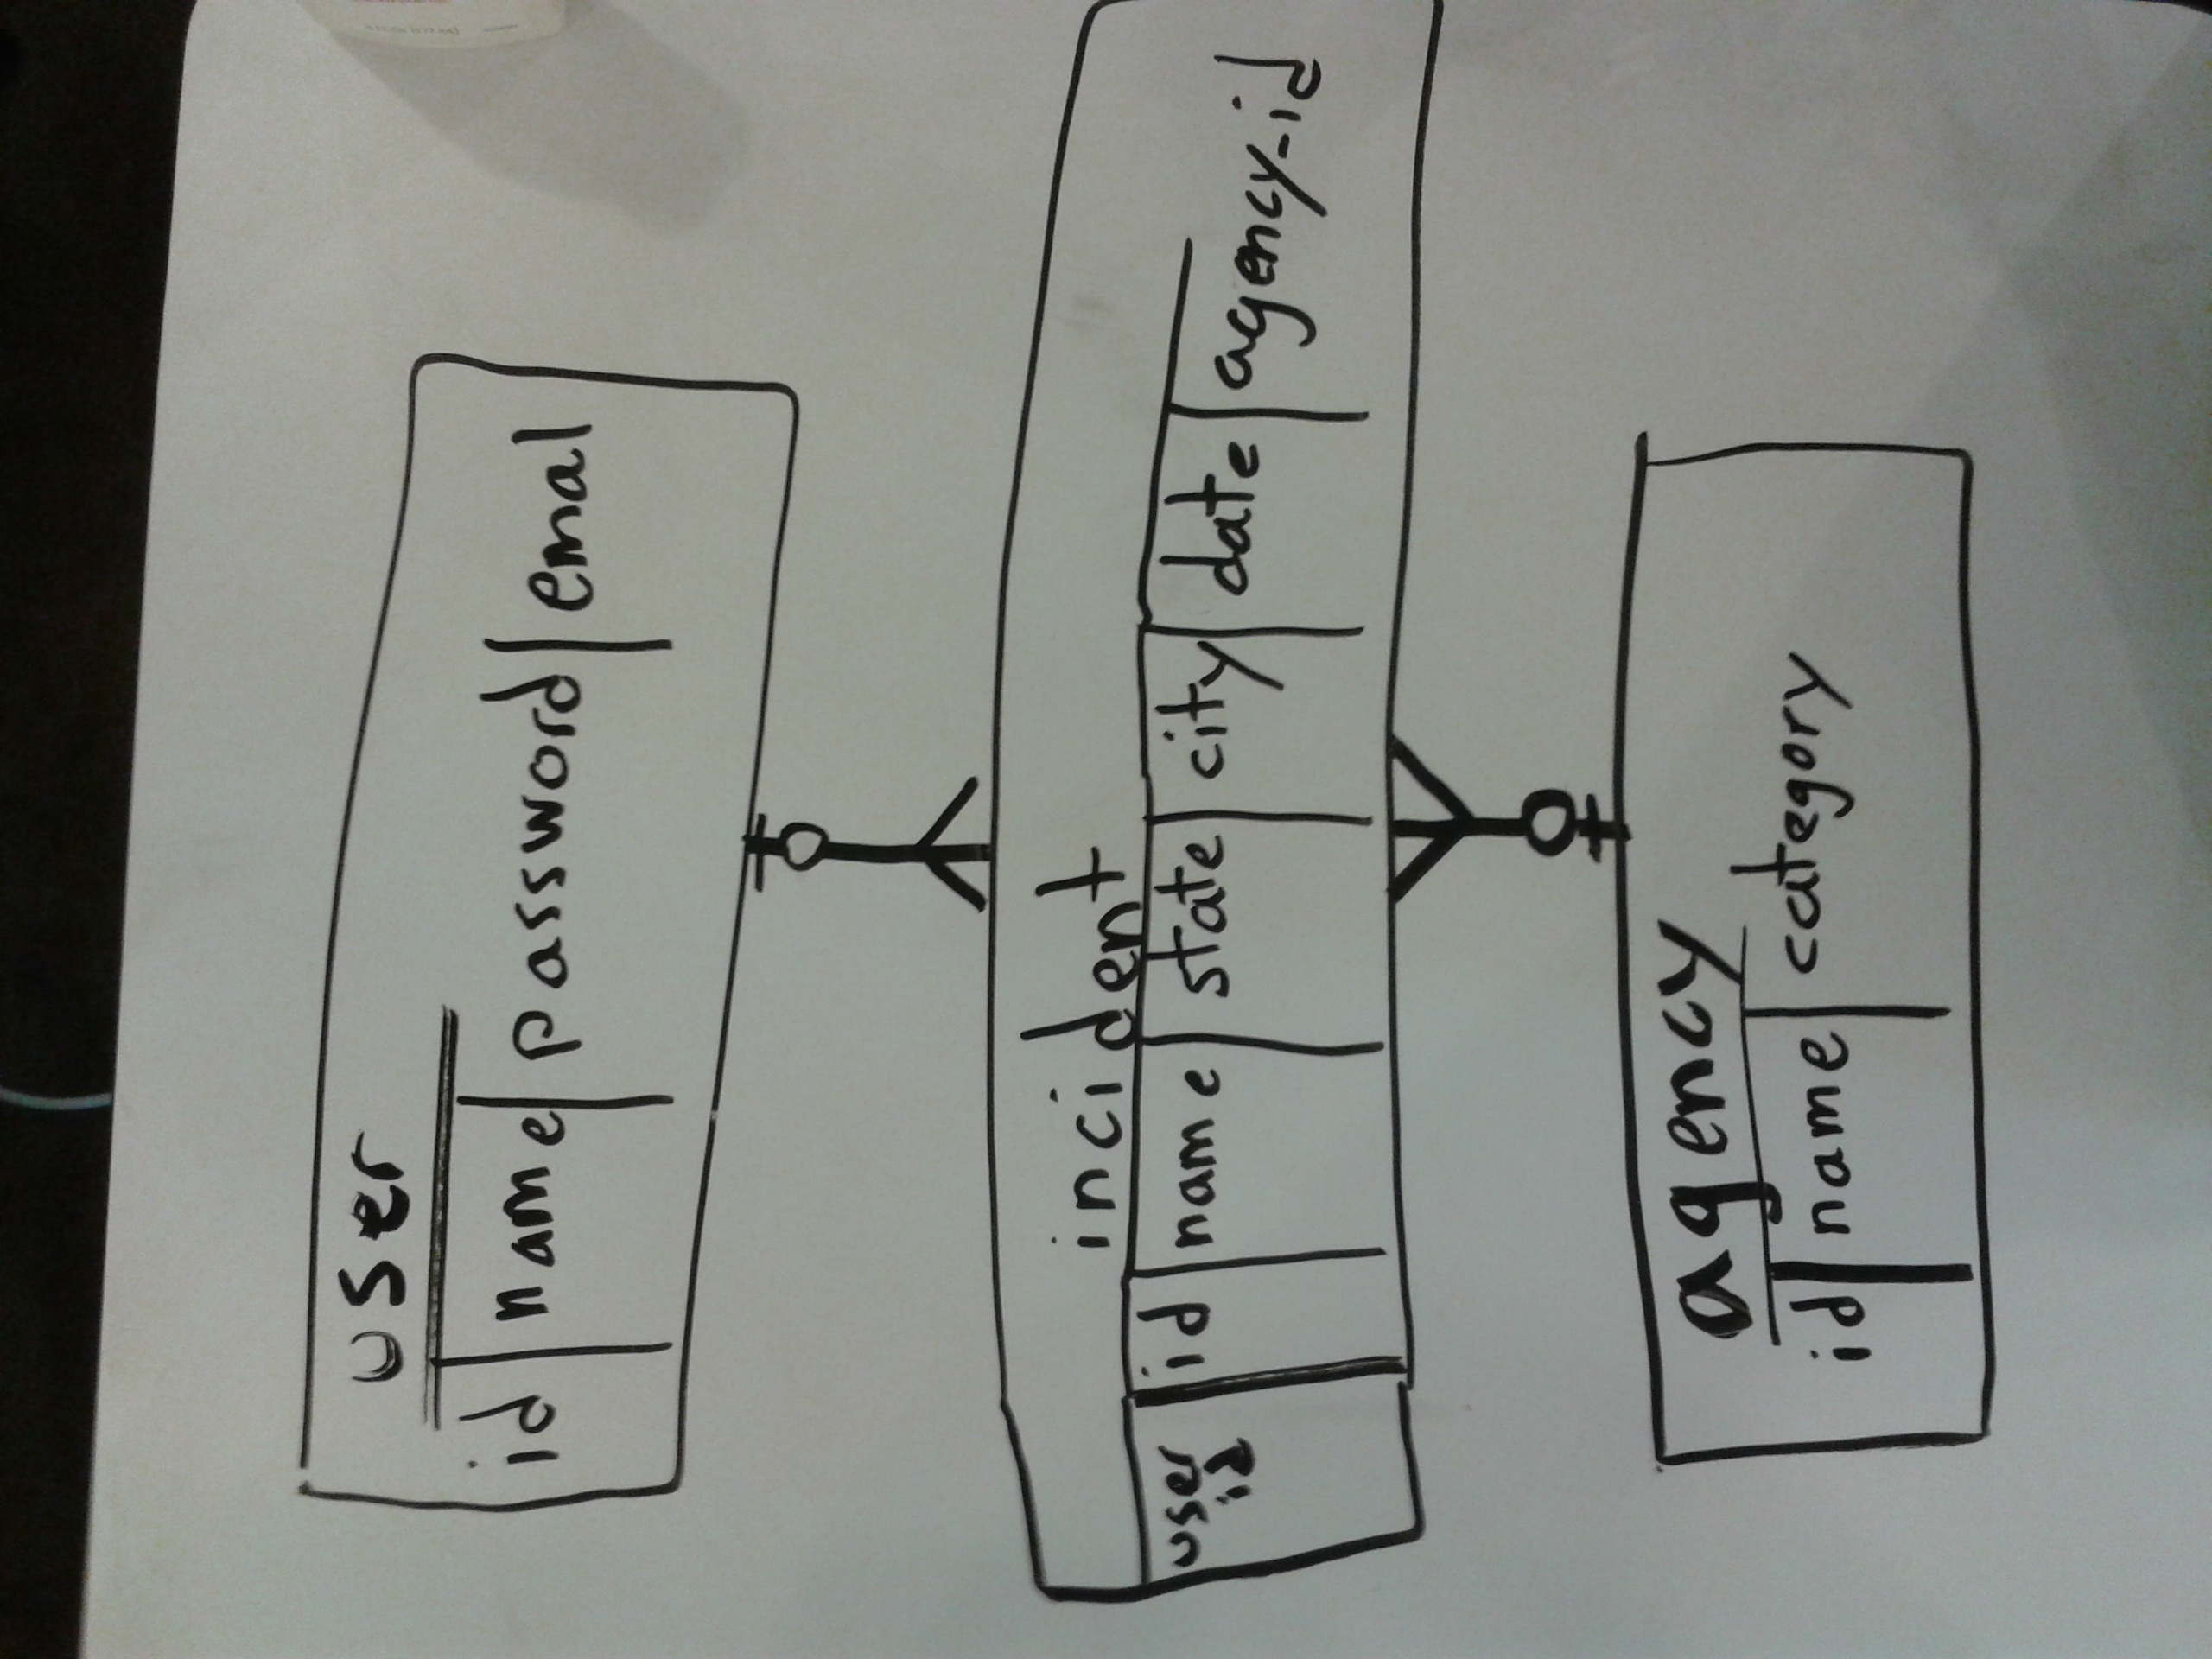 user
id name password emal
incident
user id name state city date agency-id
id
agency
id name category